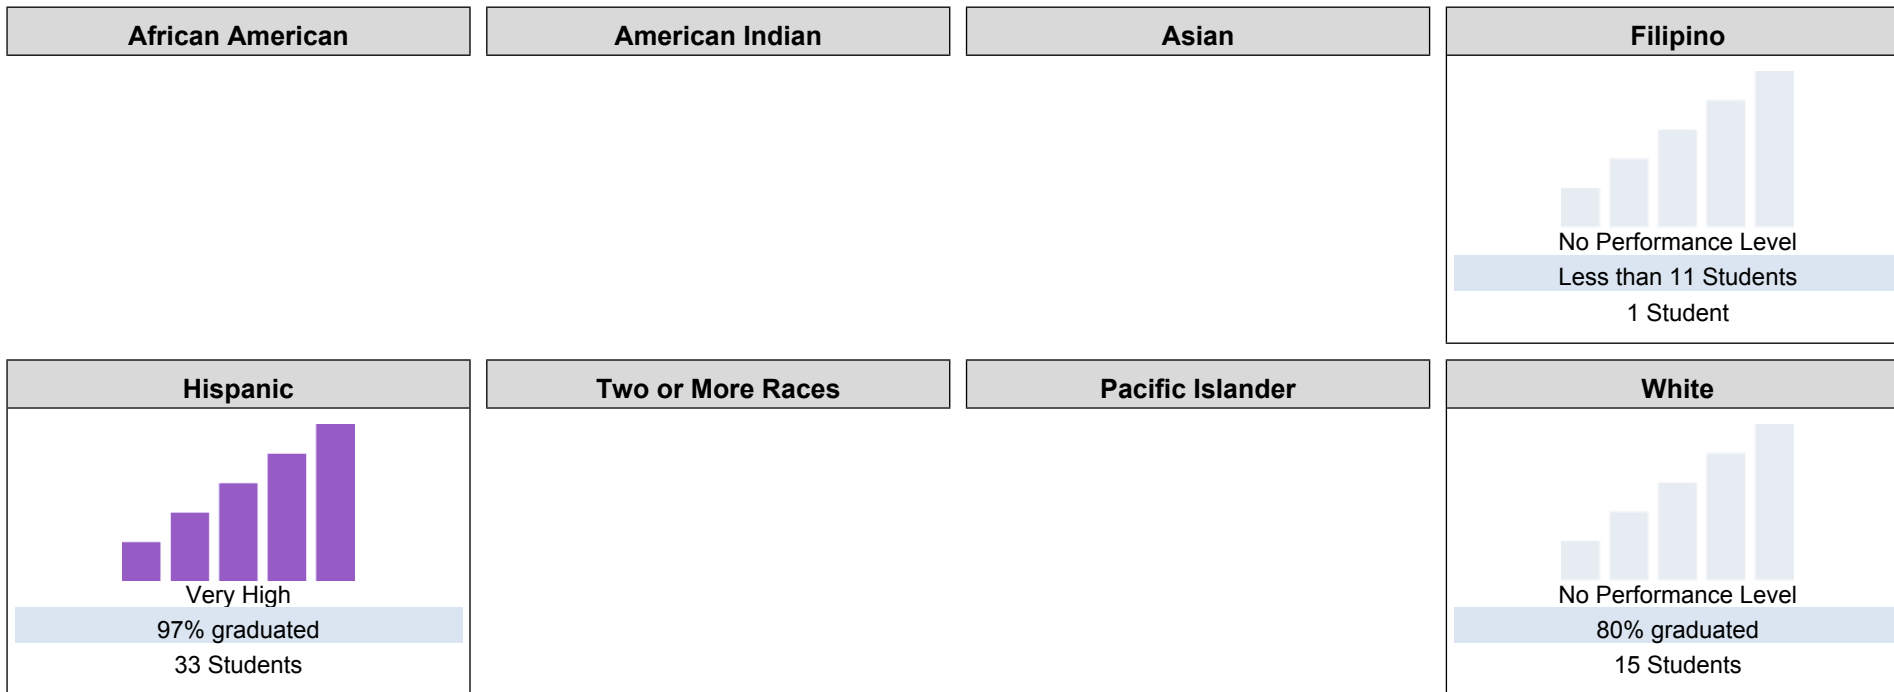 African American
American Indian
Asian
Filipino
No Performance Level
Less than 11 Students
1 Student
Hispanic
Two or More Races
Pacific Islander
White
Very High
97% graduated
33 Students
No Performance Level
80% graduated
15 Students